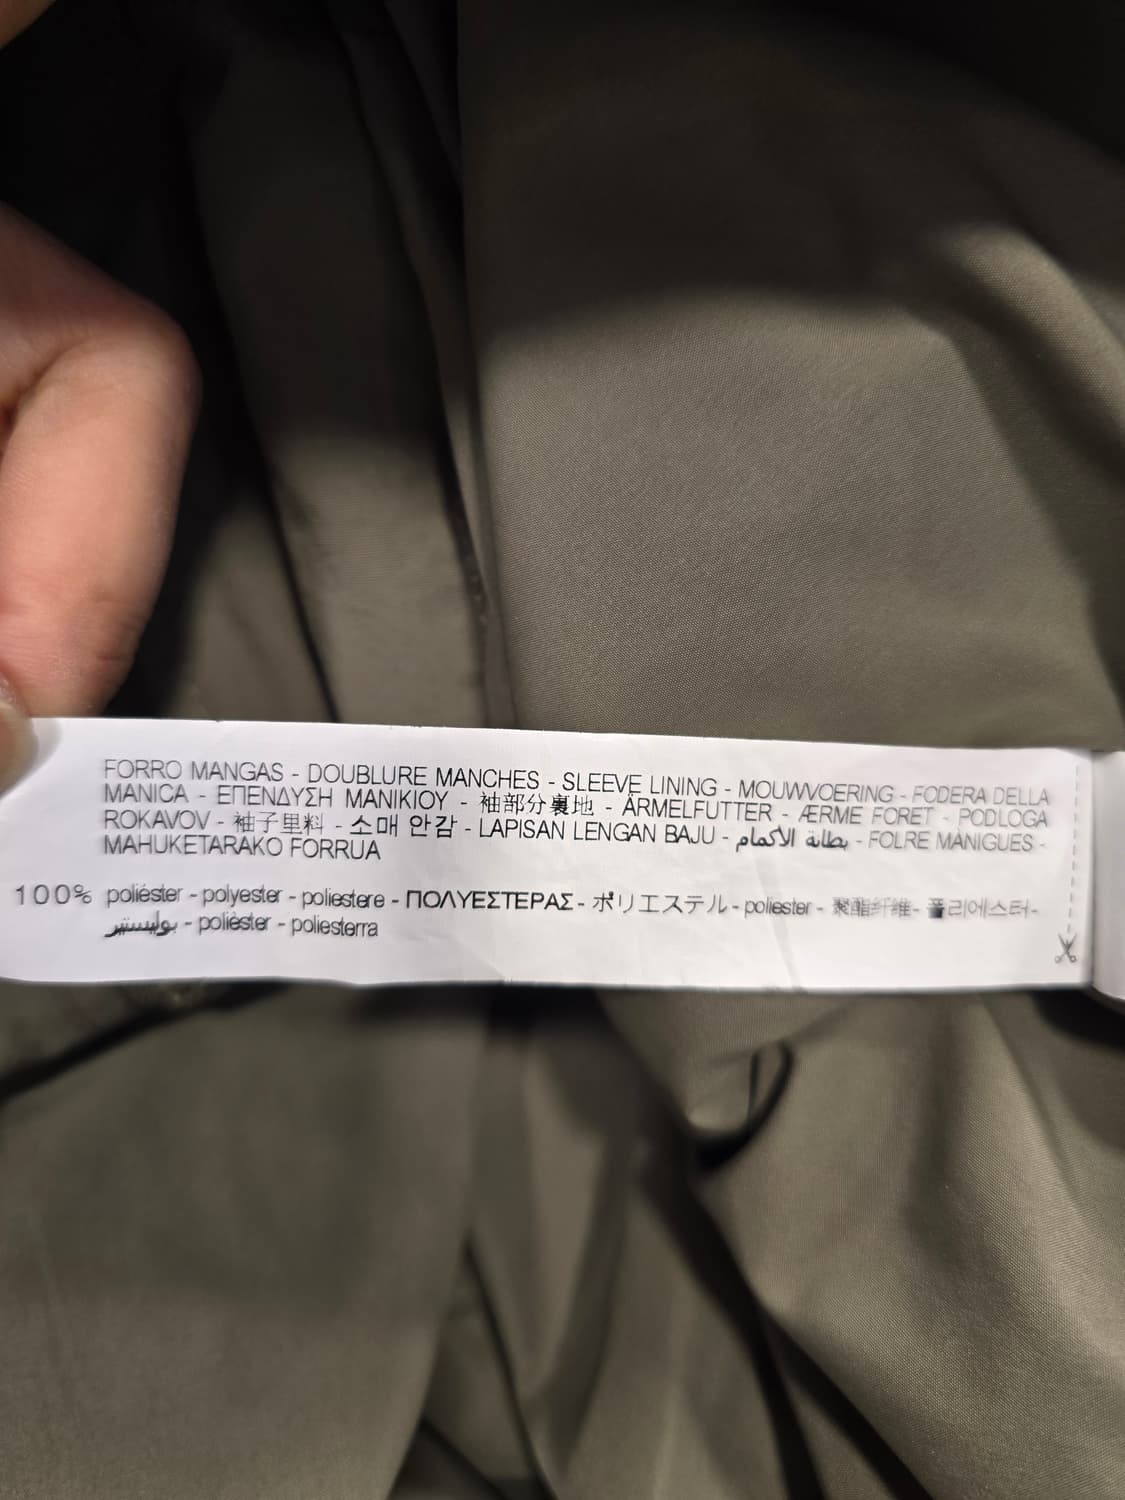 FORRO MANGAS - DOUBLURE MANCHES - SLEEVE LINING - MOUWVOERING - FODERA DELLA
MANICA - ΕΠΕΝΔΥΣΗ ΜΑΝΙΚΙΟΥ - 袖部分裏地 - ÄRMELFUTTER - ÆRME FORET - PODLOGA
ROKAVOV - 袖子里料 - 소매 안감 - LAPISAN LENGAN BAJU - بطانة الأكمام - FOLRE MÀNIGUES -
MAHUKETARAKO FORRUA
100% poliéster - polyester - poliestere - ΠΟΛΥΕΣΤΕΡΑΣ - ポリエステル - poliester - 聚酯纤维 - 폴리에스터 -
بوليستير - polièster - poliesterra